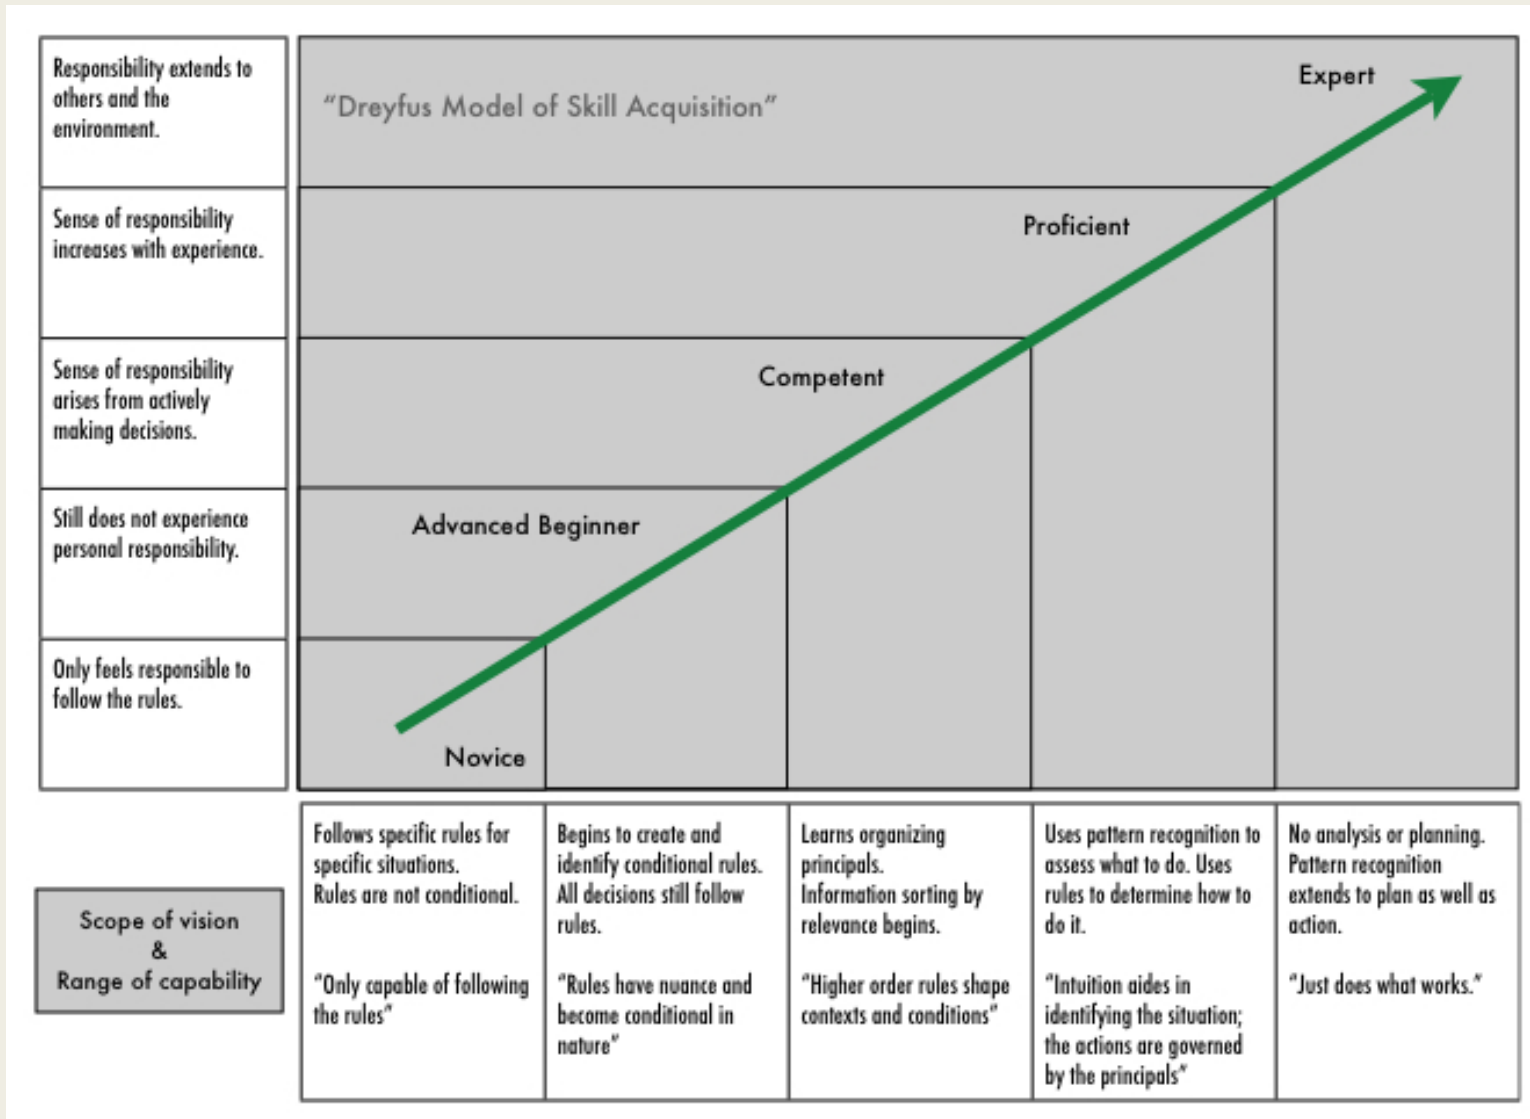 Responsibility extends to
others and the
environment.
"Dreyfus Model of Skill Acquisition"
Expert
Sense of responsibility
increases with experience.
Proficient
Sense of responsibility
arises from actively
making decisions.
Competent
Still does not experience
personal responsibility.
Advanced Beginner
Only feels responsible to
follow the rules.
Novice
Scope of vision
&
Range of capability
Follows specific rules for
specific situations.
Rules are not conditional.
"Only capable of following
the rules"
Begins to create and
identify conditional rules.
All decisions still follow
rules.
"Rules have nuance and
become conditional in
nature"
Learns organizing
principals.
Information sorting by
relevance begins.
"Higher order rules shape
contexts and conditions"
Uses pattern recognition to
assess what to do. Uses
rules to determine how to
do it.
"Intuition aides in
identifying the situation;
the actions are governed
by the principals"
No analysis or planning.
Pattern recognition
extends to plan as well as
action.
"Just does what works."